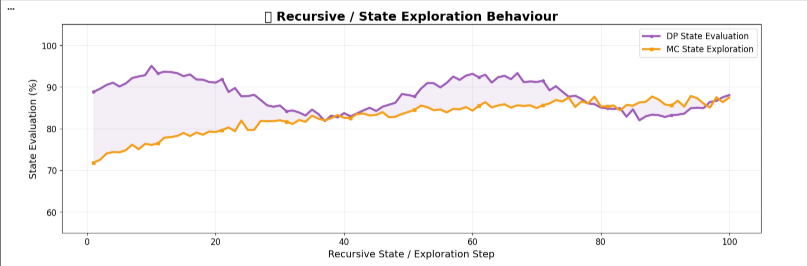 ...
Recursive / State Exploration Behaviour
DP State Evaluation
MC State Exploration
State Evaluation (%)
100
90
80
70
60
0 20 40 60 80 100
Recursive State / Exploration Step